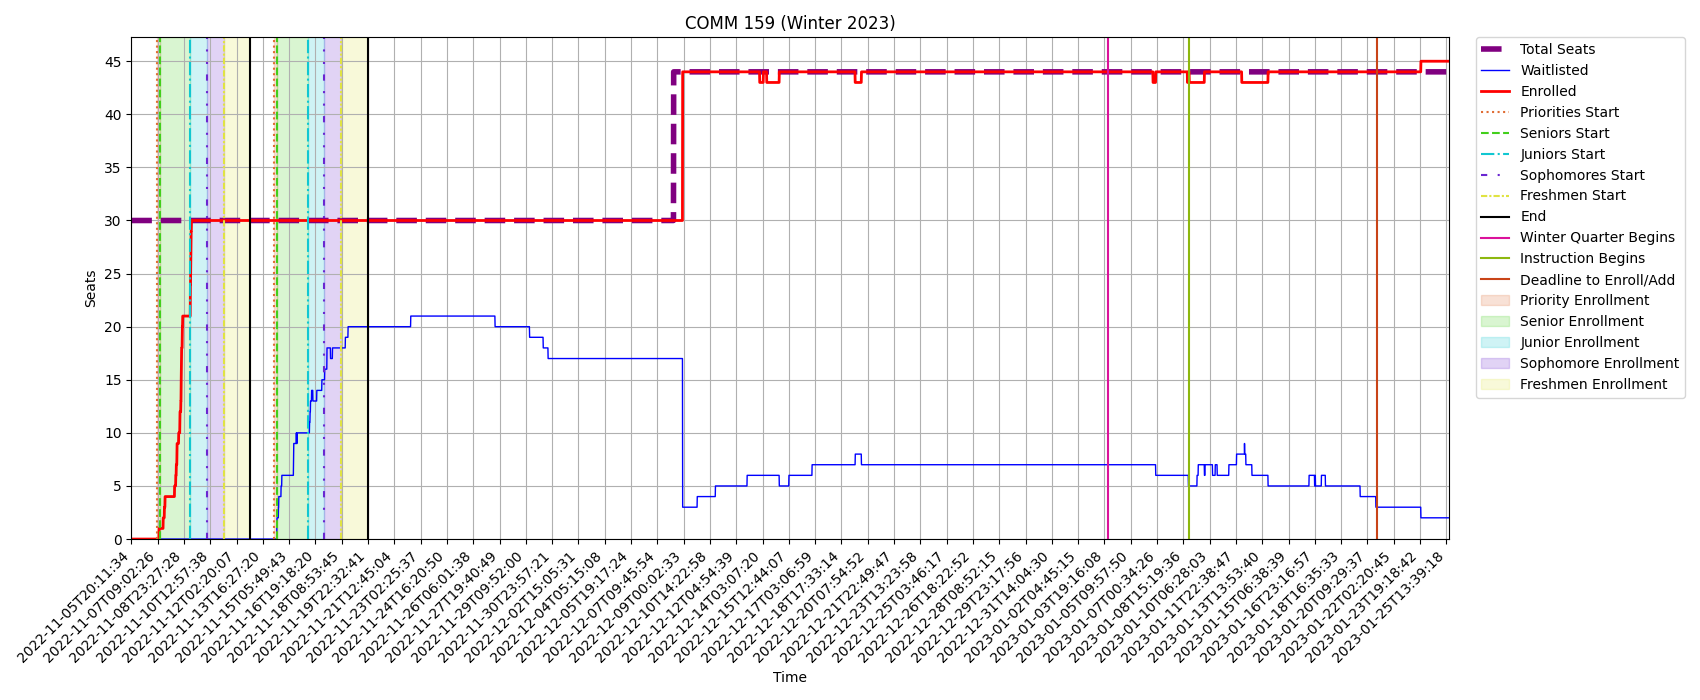 COMM 159 (Winter 2023)
Seats
45
40
35
30
25
20
15
10
5
0
2022-11-05T20:11:34
2022-11-07T09:02:26
2022-11-08T23:27:28
2022-11-10T12:57:38
2022-11-12T02:20:07
2022-11-13T16:27:20
2022-11-15T05:49:43
2022-11-16T19:18:20
2022-11-18T08:53:45
2022-11-19T22:32:41
2022-11-21T12:45:04
2022-11-23T02:25:37
2022-11-24T16:20:50
2022-11-26T06:01:38
2022-11-27T19:40:49
2022-11-29T09:52:00
2022-11-30T23:57:21
2022-12-02T15:05:31
2022-12-04T05:15:08
2022-12-05T19:17:24
2022-12-07T09:45:54
2022-12-09T00:02:33
2022-12-10T14:22:58
2022-12-12T04:54:39
2022-12-14T03:07:20
2022-12-15T12:44:07
2022-12-17T03:06:59
2022-12-18T17:33:14
2022-12-20T07:54:52
2022-12-21T22:49:47
2022-12-23T13:23:58
2022-12-25T03:46:17
2022-12-26T18:22:52
2022-12-28T08:52:15
2022-12-29T23:17:56
2022-12-31T14:04:30
2023-01-02T04:45:15
2023-01-03T19:16:08
2023-01-05T09:57:50
2023-01-07T00:34:26
2023-01-08T15:19:36
2023-01-10T06:28:03
2023-01-11T22:38:47
2023-01-13T13:53:40
2023-01-15T06:38:39
2023-01-16T23:16:57
2023-01-18T16:35:33
2023-01-20T09:29:37
2023-01-22T02:20:45
2023-01-23T19:18:42
2023-01-25T13:39:18
Time
Total Seats
Waitlisted
Enrolled
Priorities Start
Seniors Start
Juniors Start
Sophomores Start
Freshmen Start
End
Winter Quarter Begins
Instruction Begins
Deadline to Enroll/Add
Priority Enrollment
Senior Enrollment
Junior Enrollment
Sophomore Enrollment
Freshmen Enrollment